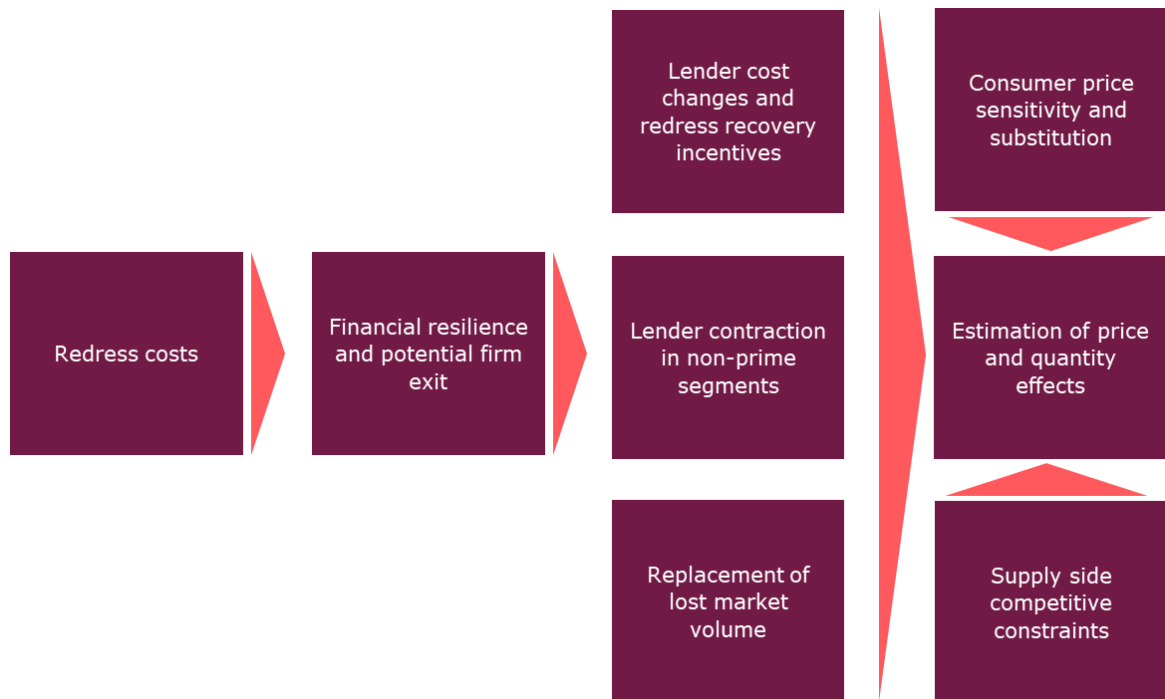 Redress costs
Financial resilience
and potential firm
exit
Lender cost
changes and
redress recovery
incentives
Lender contraction
in non-prime
segments
Replacement of
lost market
volume
Consumer price
sensitivity and
substitution
Estimation of price
and quantity
effects
Supply side
competitive
constraints